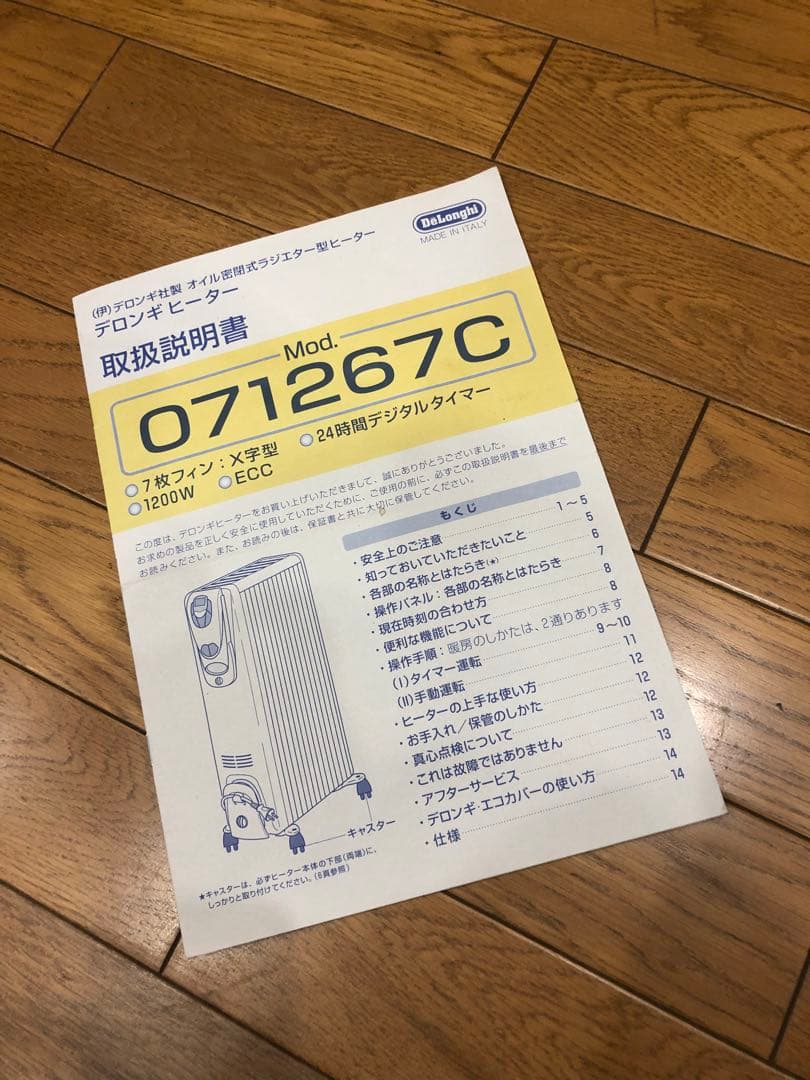 DeLonghi
MADE IN ITALY
(伊)デロンギ社製 オイル密閉式ラジエター型ヒーター
デロンギヒーター
取扱説明書
Mod.
071267C
7枚フィン:X字型 24時間デジタルタイマー
1200W ECC
この度は、デロンギヒーターをお買い上げいただきまして、誠にありがとうございました。
お求めの製品を正しく安全に使用していただくために、ご使用の前に、必ずこの取扱説明書を最後まで
お読みください。また、お読みの後は、保証書と共に大切に保管してください。
もくじ
・安全上のご注意 1～5
・知っておいていただきたいこと 5
・各部の名称とはたらき(★) 6
・操作パネル:各部の名称とはたらき 7
・現在時刻の合わせ方 8
・便利な機能について 8
・操作手順:暖房のしかたは、2通りあります
(I)タイマー運転 9～10
(II)手動運転 11
・ヒーターの上手な使い方 12
・お手入れ/保管のしかた 12
・真心点検について 12
・これは故障ではありません 13
・アフターサービス 13
・デロンギ・エコカバーの使い方 14
・仕様 14
キャスター
★キャスターは、必ずヒーター本体の下部(両端)に、
しっかりと取り付けてください。(6頁参照)